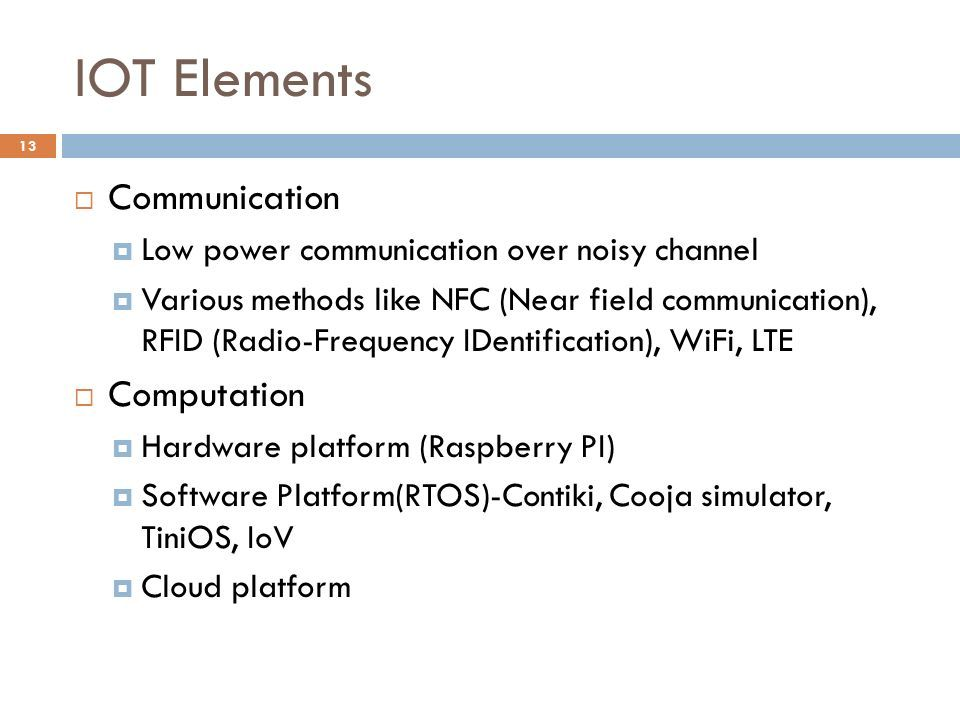 IOT Elements
13
Communication
Low power communication over noisy channel
Various methods like NFC (Near field communication),
RFID (Radio-Frequency IDentification), WiFi, LTE
Computation
Hardware platform (Raspberry PI)
Software Platform(RTOS)-Contiki, Cooja simulator,
TiniOS, IoV
Cloud platform